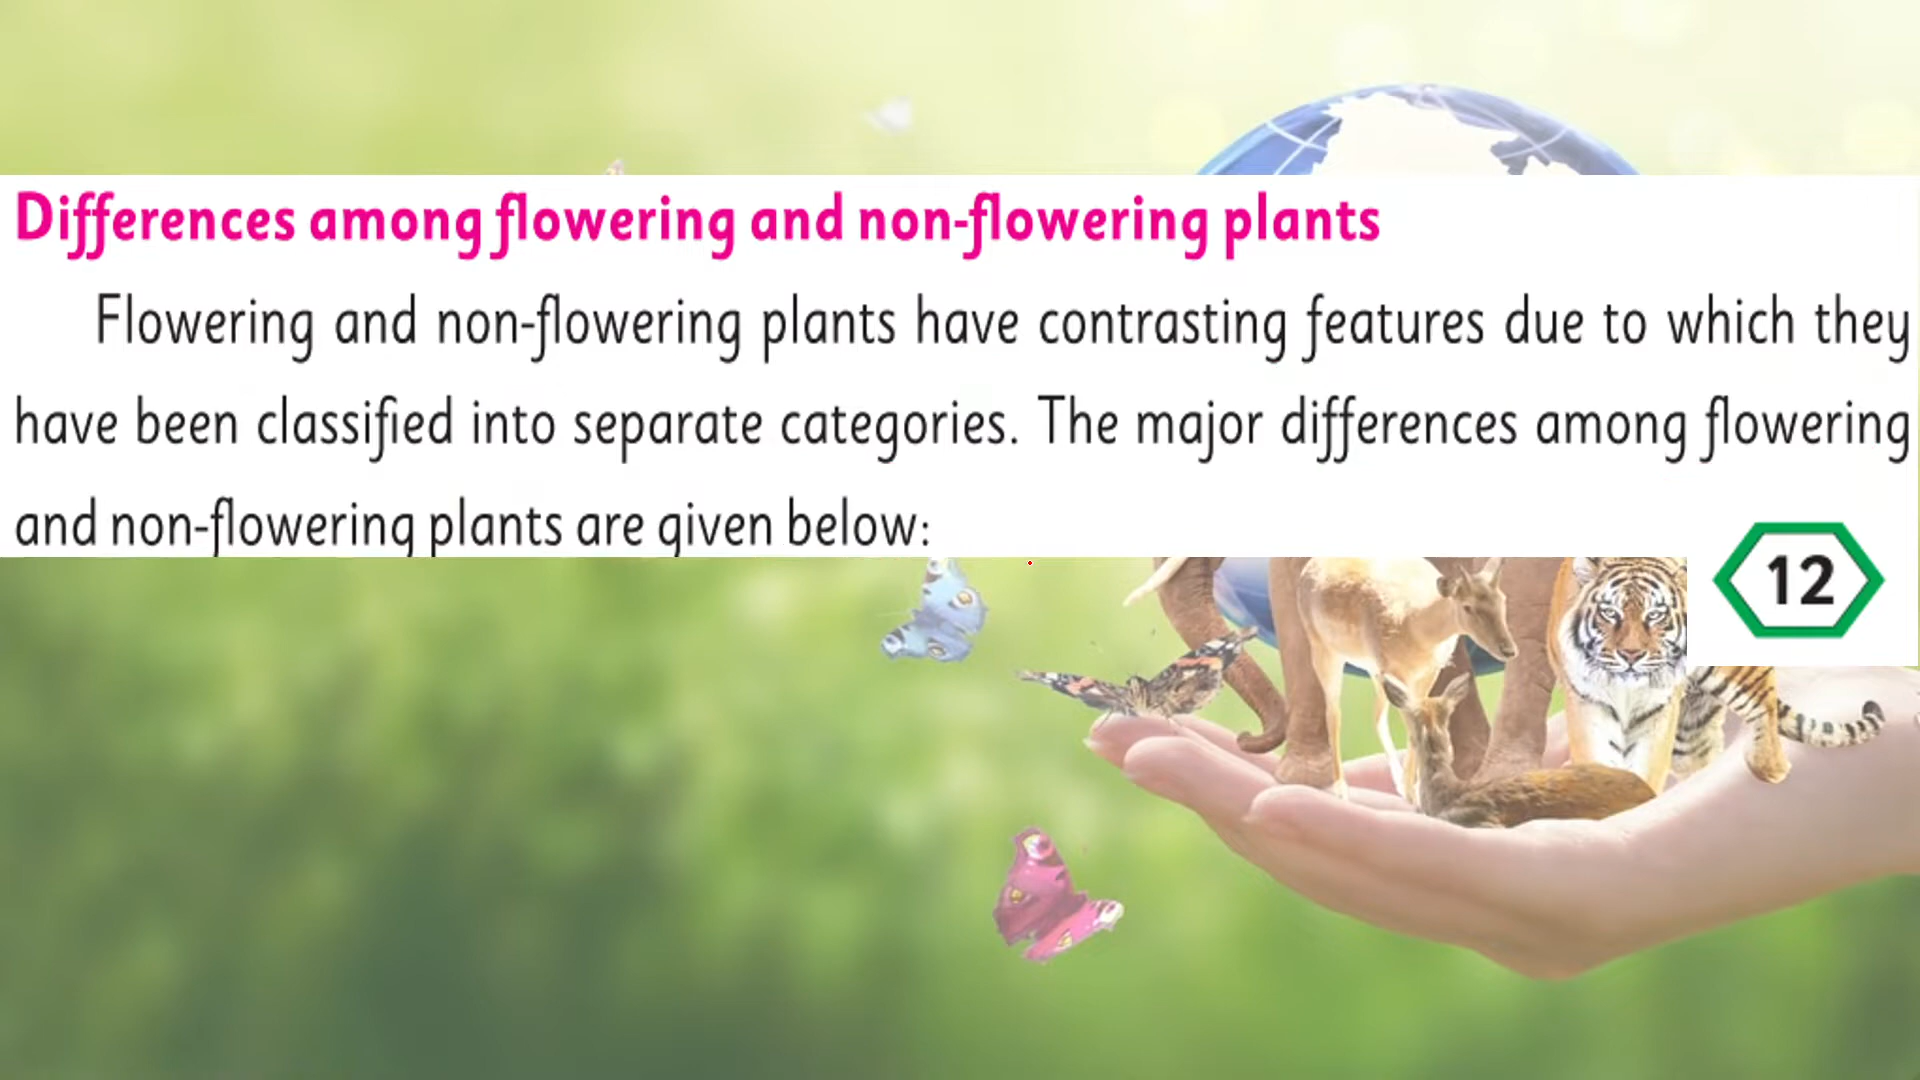 Differences among flowering and non-flowering plants
Flowering and non-flowering plants have contrasting features due to which they
have been classified into separate categories. The major differences among flowering
and non-flowering plants are given below:
12